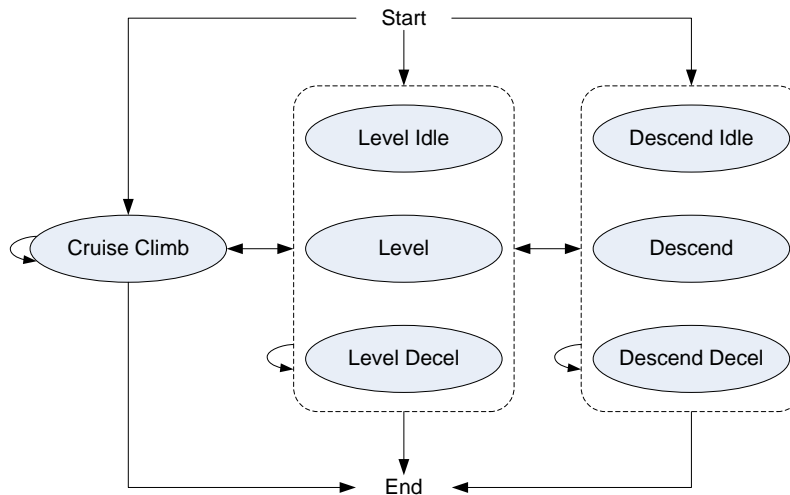 Start
Level Idle
Descend Idle
Cruise Climb
Level
Descend
Level Decel
Descend Decel
End